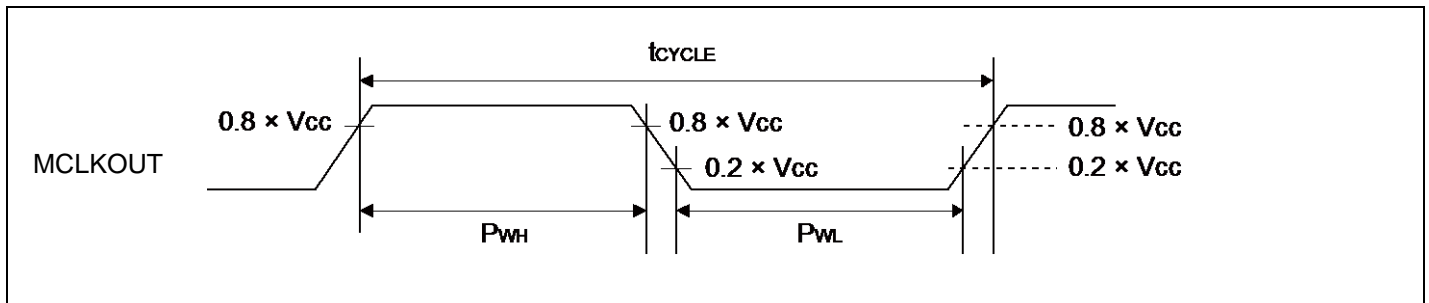 tCYCLE
0.8 × Vcc
0.8 × Vcc
0.8 × Vcc
MCLKOUT
0.2 × Vcc
0.2 × Vcc
PWH
PWL